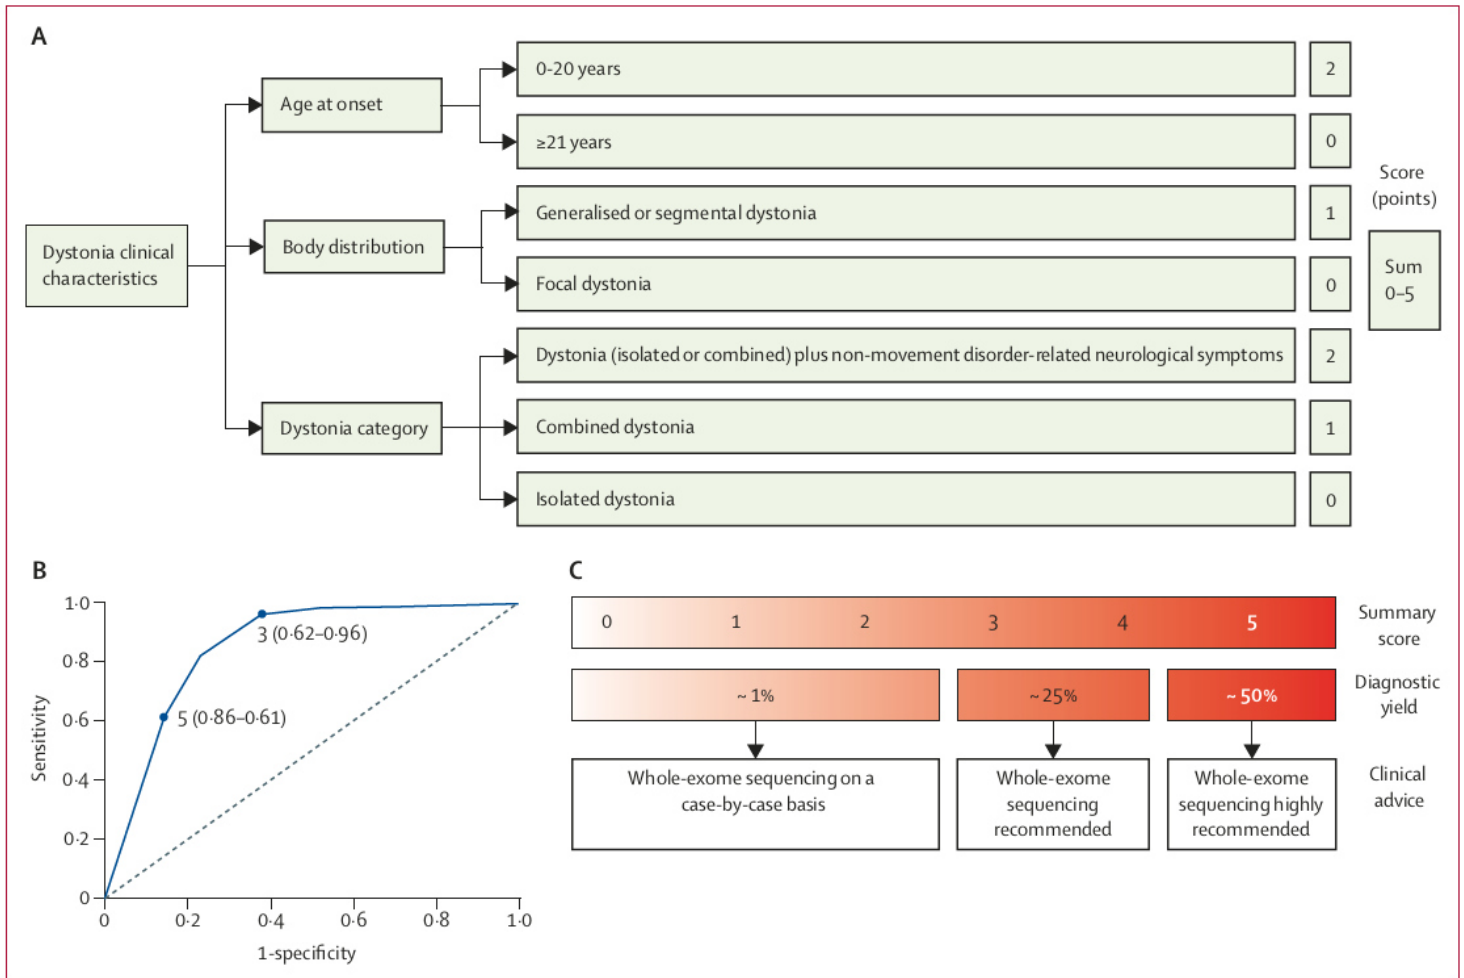 A
Dystonia clinical
characteristics
Age at onset
0-20 years
2
≥21 years
0
Body distribution
Generalised or segmental dystonia
1
Focal dystonia
0
Dystonia category
Dystonia (isolated or combined) plus non-movement disorder-related neurological symptoms
2
Combined dystonia
1
Isolated dystonia
0
Score
(points)
Sum
0–5
B
Sensitivity
1·0
0·8
0·6
0·4
0·2
0
3 (0·62–0·96)
5 (0·86–0·61)
0
0·2
0·4
0·6
0·8
1·0
1-specificity
C
0 1 2 3 4 5
Summary
score
~ 1%
~ 25%
~ 50%
Diagnostic
yield
Whole-exome sequencing on a
case-by-case basis
Whole-exome
sequencing
recommended
Whole-exome
sequencing highly
recommended
Clinical
advice